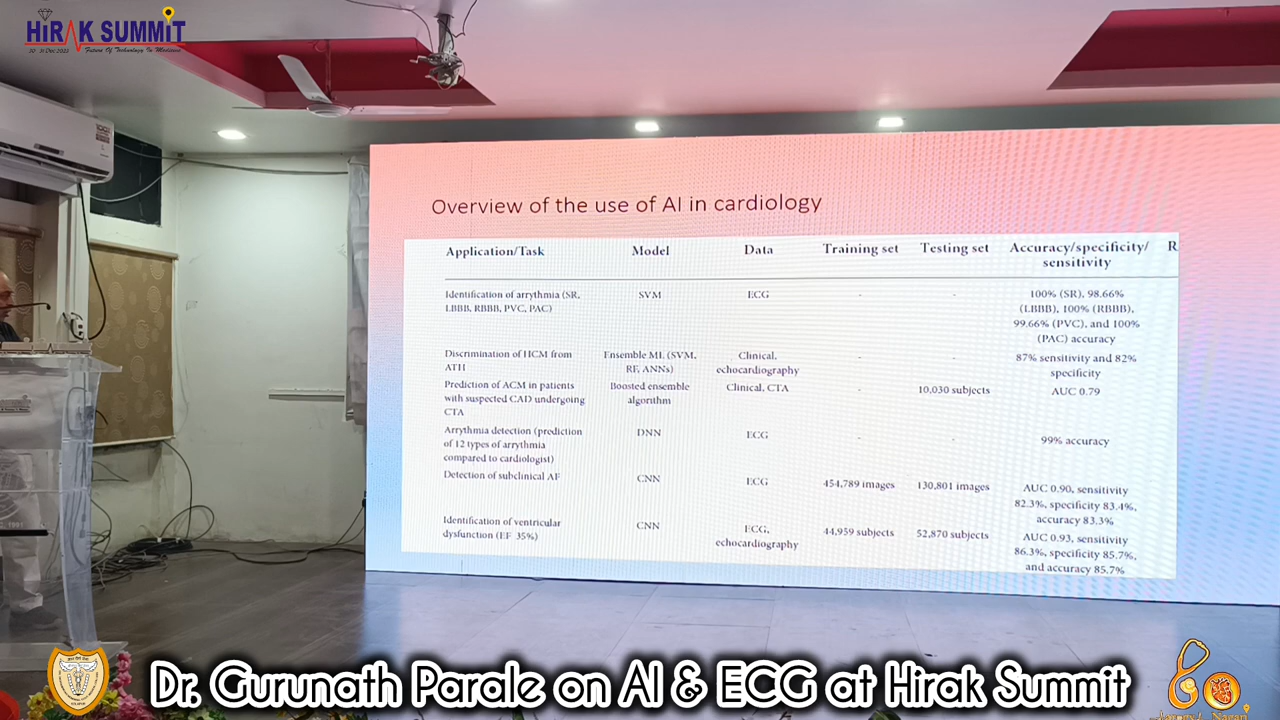 HiRAK SUMMIT
Future Of Technology In Medicine
Overview of the use of AI in cardiology
Application/Task Model Data Training set Testing set Accuracy/specificity/ R
sensitivity
Identification of arrythmia (SR, SVM ECG - - 100% (SR), 98.66%
LBBB, RBBB, PVC, PAC) (LBBB), 100% (RBBB),
99.66% (PVC), and 100%
(PAC) accuracy
Discrimination of HCM from Ensemble ML (SVM, Clinical, - - 87% sensitivity and 82%
ATH RF, ANNs) echocardiography specificity
Prediction of ACM in patients Boosted ensemble Clinical, CTA - 10,030 subjects AUC 0.79
with suspected CAD undergoing algorithm
CTA
Arrythmia detection (prediction DNN ECG - - 99% accuracy
of 12 types of arrythmia
compared to cardiologist)
Detection of subclinical AF CNN ECG 454,789 images 130,801 images AUC 0.90, sensitivity
82.3%, specificity 83.4%,
accuracy 83.3%
Identification of ventricular CNN ECG, 44,959 subjects 52,870 subjects AUC 0.93, sensitivity
dysfunction (EF 35%) echocardiography 86.3%, specificity 85.7%,
and accuracy 85.7%
Dr. Gurunath Parale on AI & ECG at Hirak Summit